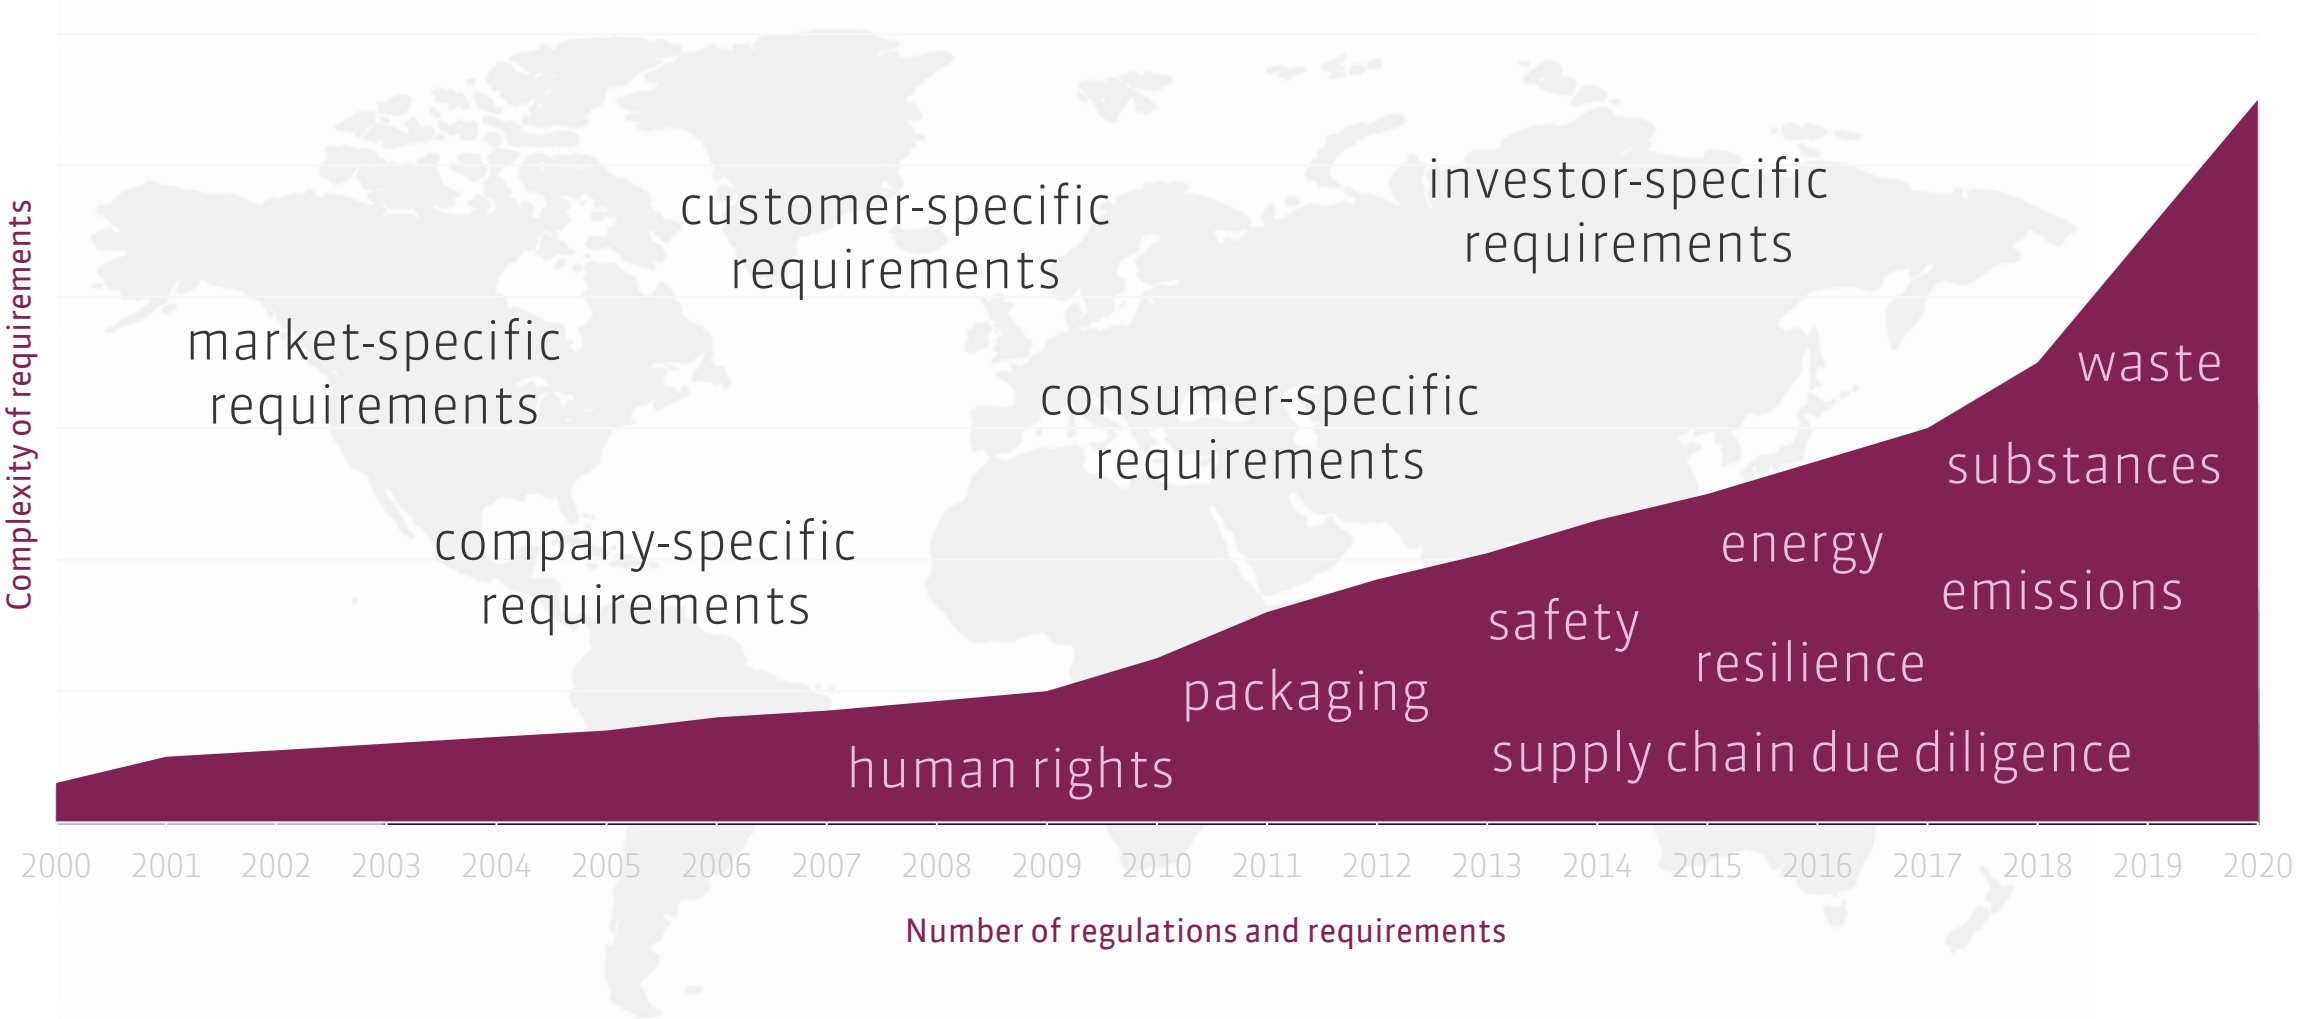 Complexity of requirements
investor-specific
requirements
customer-specific
requirements
market-specific
requirements
consumer-specific
requirements
company-specific
requirements
waste
substances
energy
emissions
safety
resilience
packaging
supply chain due diligence
human rights
2000 2001 2002 2003 2004 2005 2006 2007 2008 2009 2010 2011 2012 2013 2014 2015 2016 2017 2018 2019 2020
Number of regulations and requirements